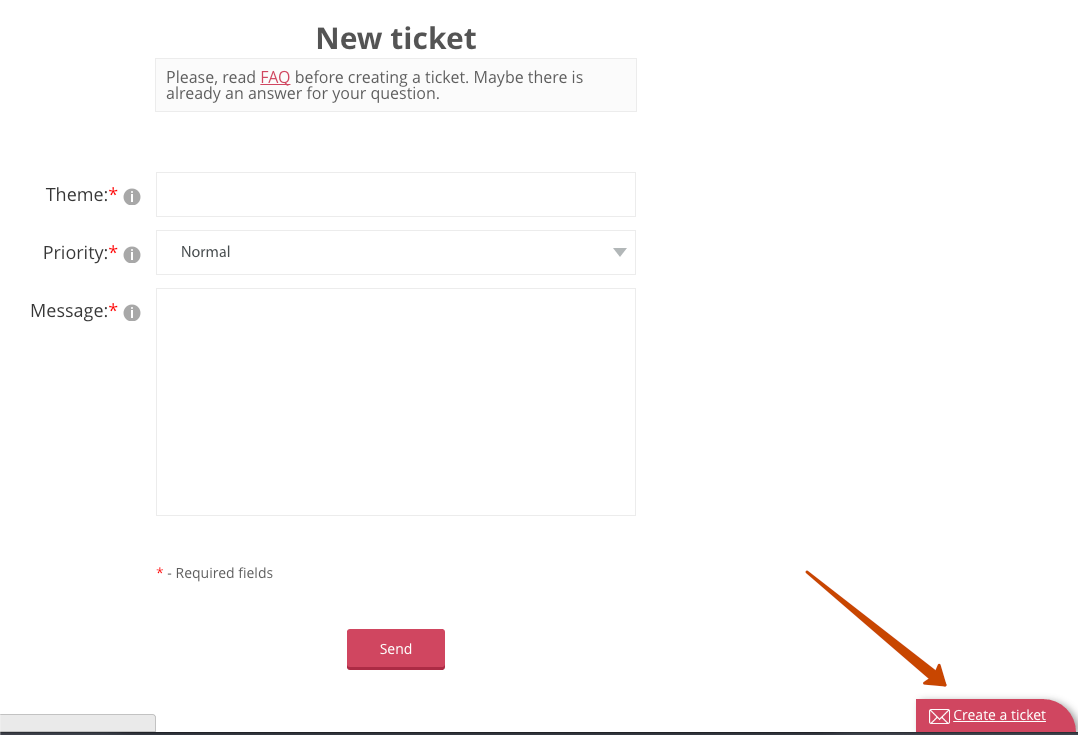 New ticket
Please, read FAQ before creating a ticket. Maybe there is
already an answer for your question.
Theme:*
Priority:*
Normal
Message:*
* - Required fields
Send
Create a ticket